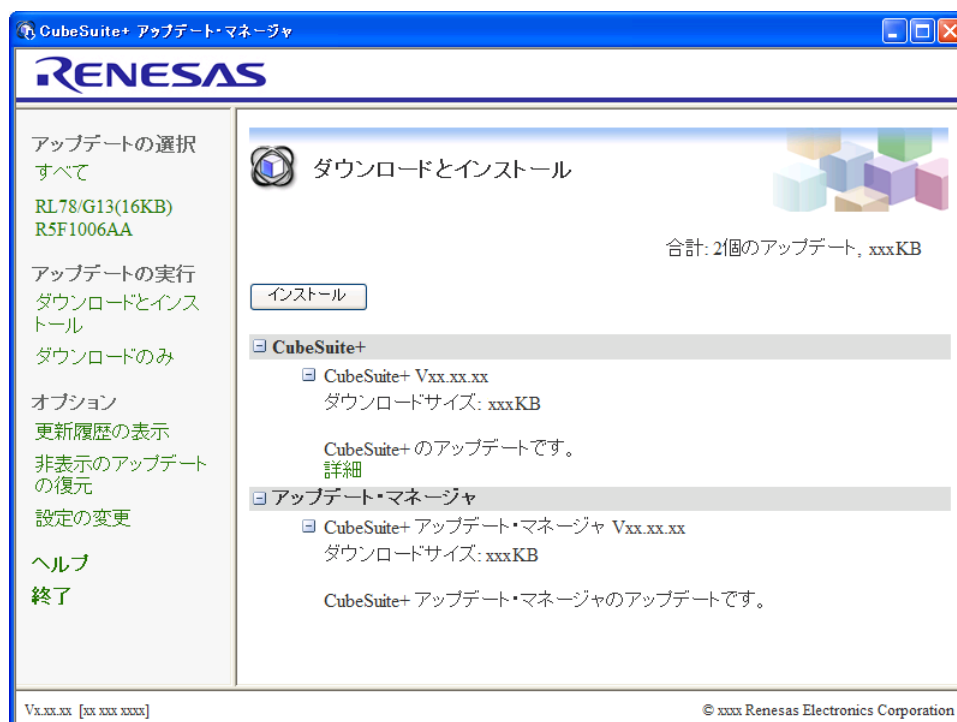 CubeSuite+ アップデート・マネージャ
RENESAS
アップデートの選択
すべて
RL78/G13(16KB)
R5F1006AA
アップデートの実行
ダウンロードとインス
トール
ダウンロードのみ
オプション
更新履歴の表示
非表示のアップデート
の復元
設定の変更
ヘルプ
終了
ダウンロードとインストール
合計: 2個のアップデート, xxxKB
インストール
CubeSuite+
CubeSuite+ Vxx.xx.xx
ダウンロードサイズ: xxxKB
CubeSuite+ のアップデートです。
詳細
アップデート・マネージャ
CubeSuite+ アップデート・マネージャ Vxx.xx.xx
ダウンロードサイズ: xxxKB
CubeSuite+ アップデート・マネージャのアップデートです。
Vx.xx.xx [xx xxx xxxx]
© xxxx Renesas Electronics Corporation